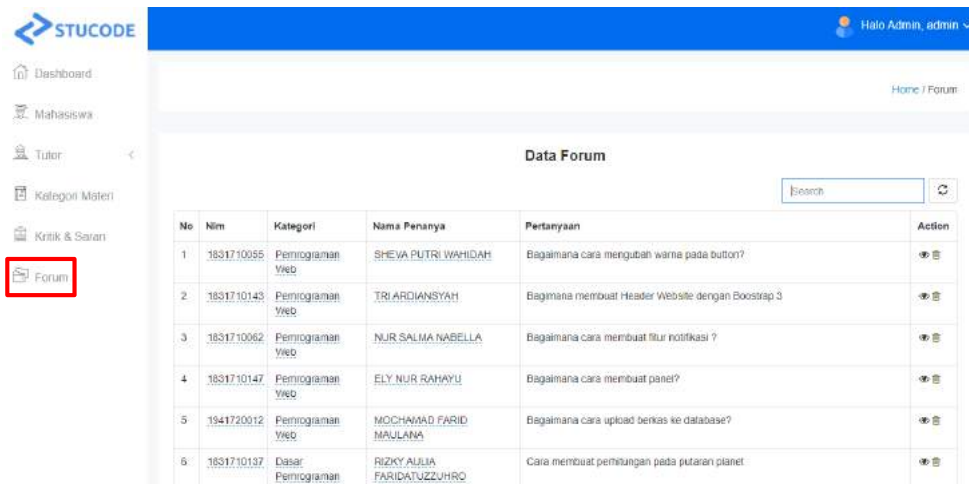 STUCODE
Halo Admin, admin
Dashboard
Mahasiswa
Tutor
Kategori Materi
Kritik & Saran
Forum
Home / Forum
Data Forum
Search
No Nim Kategori Nama Penanya Pertanyaan Action
1 1831710055 Pemrograman SHEVA PUTRI WAHIDAH Bagaimana cara mengubah warna pada button?
Web
2 1831710143 Pemrograman TRI ARDIANSYAH Bagimana membuat Header Website dengan Boostrap 3
Web
3 1831710062 Pemrograman NUR SALMA NABELLA Bagaimana cara membuat fitur notifikasi ?
Web
4 1831710147 Pemrograman ELY NUR RAHAYU Bagaimana cara membuat panel?
Web
5 1941720012 Pemrograman MOCHAMAD FARID Bagaimana cara upload berkas ke database?
Web MAULANA
6 1831710137 Dasar RIZKY AULIA Cara membuat perhitungan pada putaran planet
Pemrograman FARIDATUZZUHRO